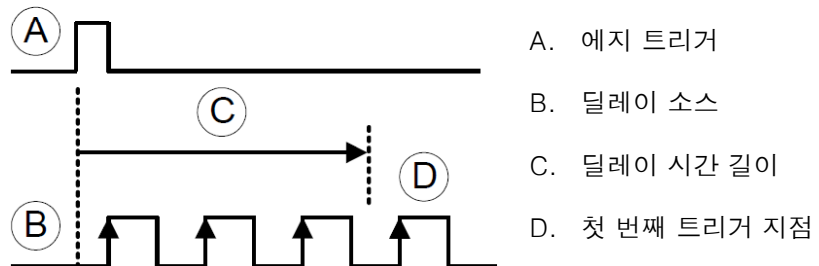 A
C
D
B
A. 에지 트리거
B. 딜레이 소스
C. 딜레이 시간 길이
D. 첫 번째 트리거 지점